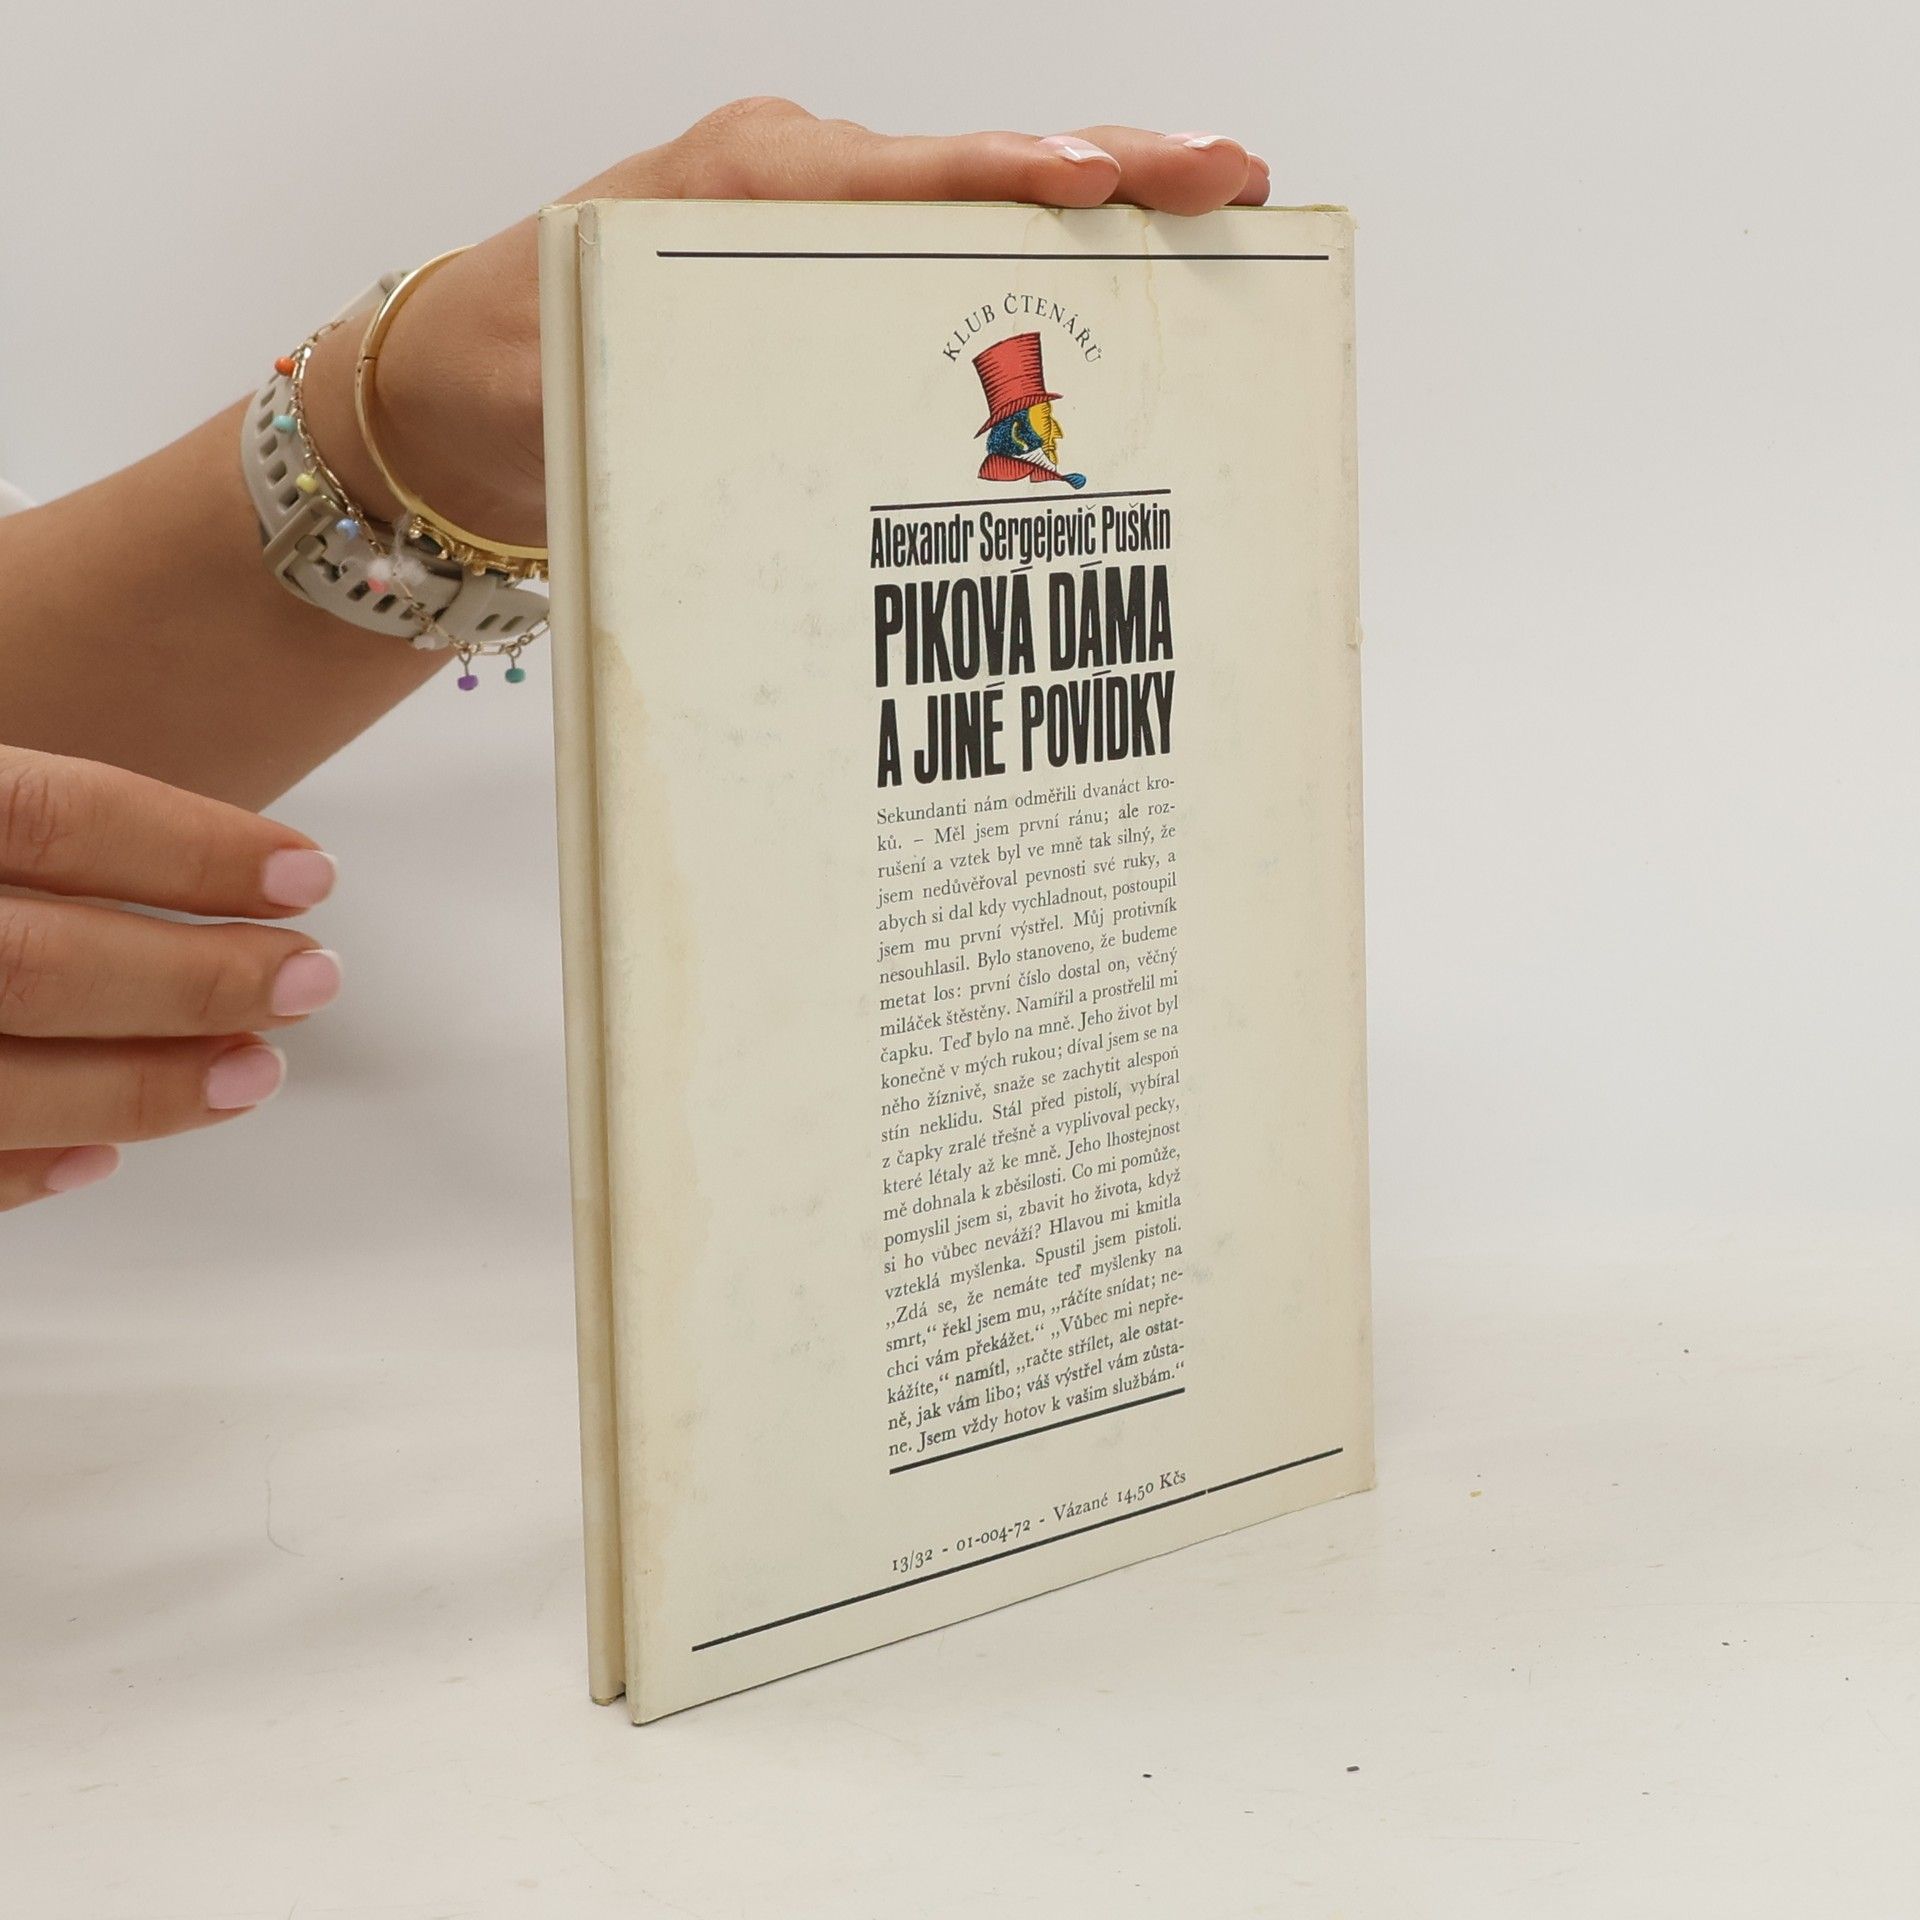 KLUB ČTENÁŘŮ
Alexandr Sergejevič Puškin
PIKOVÁ DÁMA
A JINÉ POVÍDKY
Sekundanti nám odměřili dvanáct kro-
ků. – Měl jsem první ránu; ale roz-
rušení a vztek byl ve mně tak silný, že
jsem nedůvěřoval pevnosti své ruky, a
abych si dal kdy vychladnout, postoupil
jsem mu první výstřel. Můj protivník
nesouhlasil. Bylo stanoveno, že budeme
metat los: první číslo dostal on, věčný
miláček štěstěny. Namířil a prostřelil mi
čapku. Teď bylo na mně. Jeho život byl
konečně v mých rukou; díval jsem se na
něho žíznivě, snaže se zachytit alespoň
stín neklidu. Stál před pistolí, vybíral
z čapky zralé třešně a vyplivoval pecky,
které létaly až ke mně. Jeho lhostejnost
mě dohnala k zběsilosti. Co mi pomůže,
pomyslil jsem si, zbavit ho života, když
si ho vůbec neváží? Hlavou mi kmitla
vzteklá myšlenka. Spustil jsem pistoli.
„Zdá se, že nemáte teď myšlenky na
smrt,“ řekl jsem mu, „ráčíte snídat; ne-
chci vám překážet.“ „Vůbec mi nepře-
kážíte,“ namítl, „račte střílet, ale ostat-
ně, jak vám libo; váš výstřel vám zůsta-
ne. Jsem vždy hotov k vašim službám.“
13/32 - 01-004-72 - Vázané 14,50 Kčs